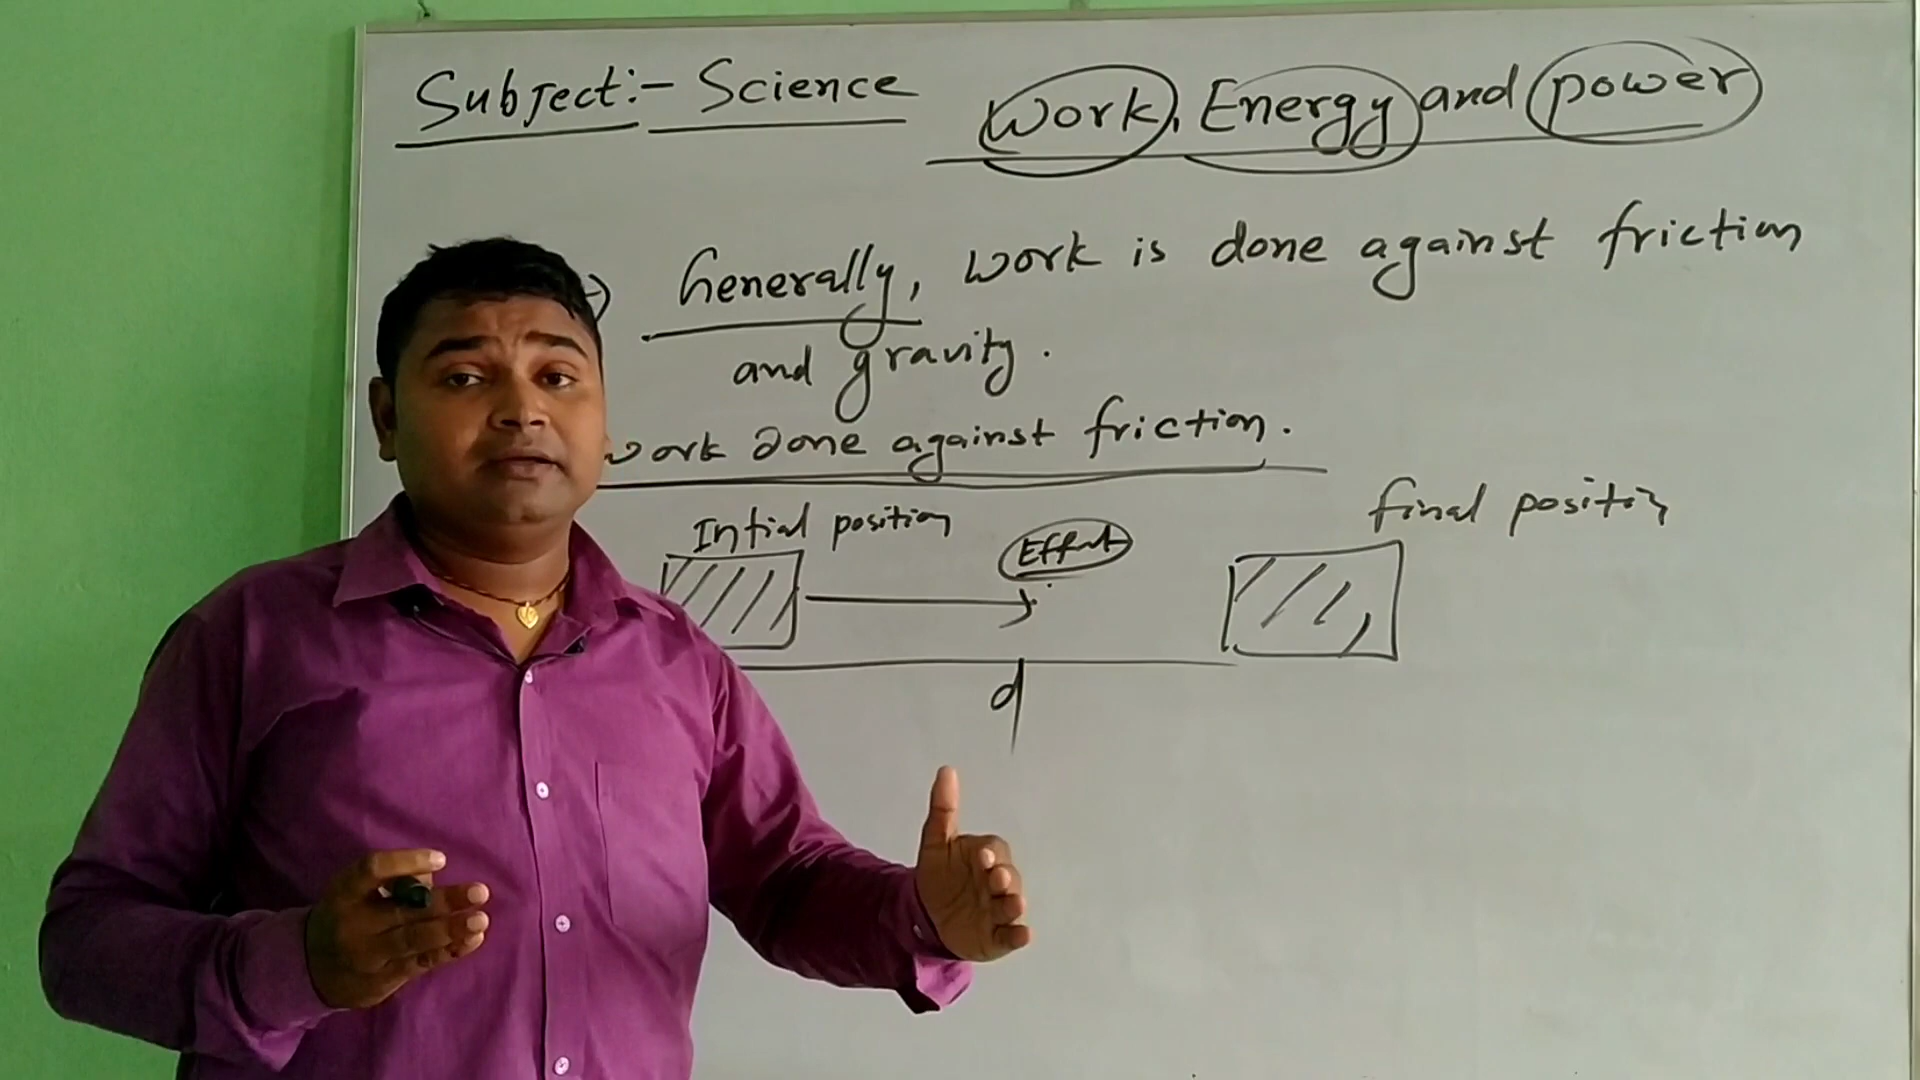 Subject:- Science
Work, Energy and power
Generally, work is done against friction
and gravity.
work done against friction.
Intial position
Effort
final position
d